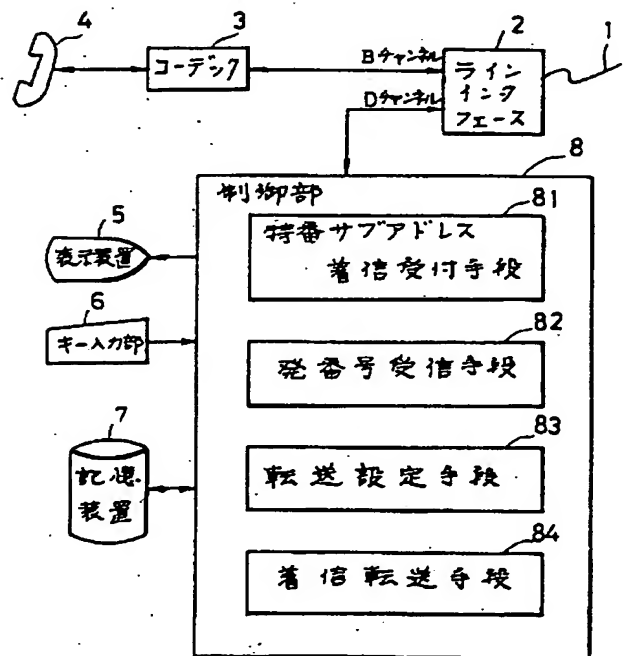 4
3
2
1
コーデック
Bチャンネル
Dチャンネル
ライン
インタ
フェース
8
制御部
81
特番サブアドレス
着信受付手段
5
表示装置
6
キー入力部
82
発番号受信手段
7
記憶
装置
83
転送設定手段
84
着信転送手段